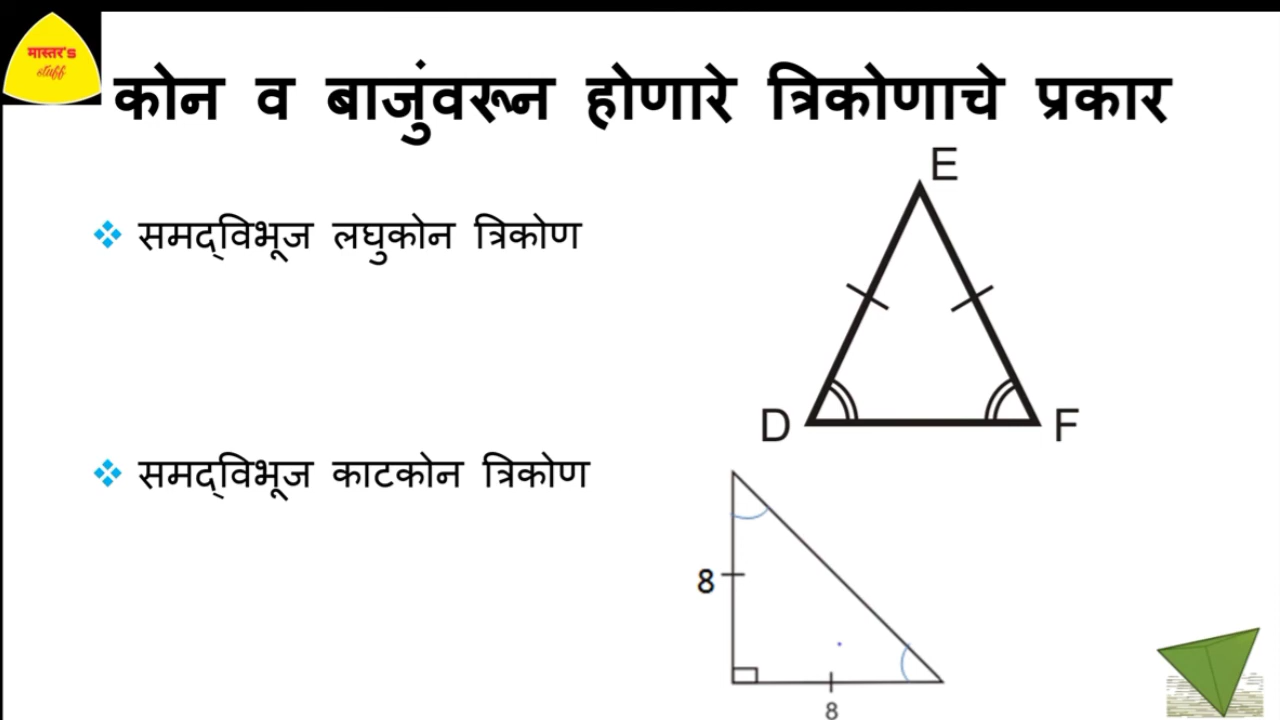 मास्तर's
stuff
कोन व बाजुंवरून होणारे त्रिकोणाचे प्रकार
E
समद्‌विभूज लघुकोन त्रिकोण
D
F
समद्‌विभूज काटकोन त्रिकोण
8
8